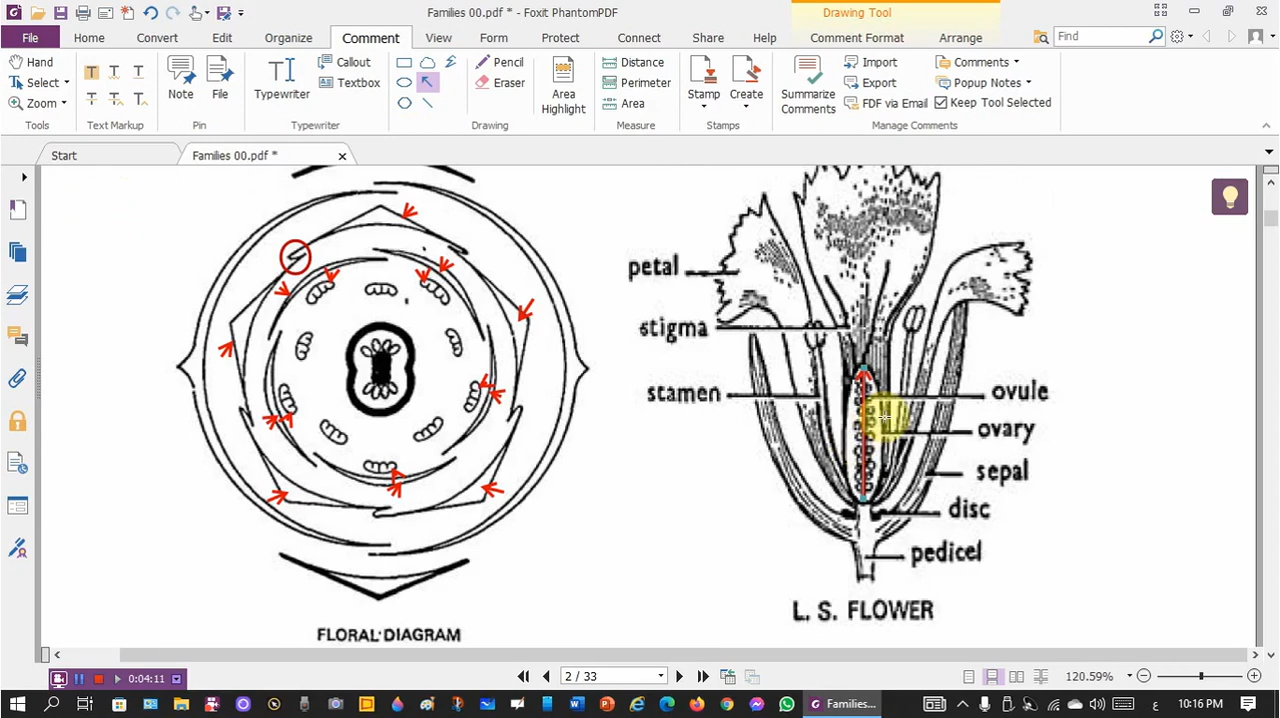 Families 00.pdf * - Foxit PhantomPDF
Drawing Tool
File
Home
Convert
Edit
Organize
Comment
View
Form
Protect
Connect
Share
Help
Comment Format
Arrange
Find
Hand
Select
Zoom
Tools
Text Markup
Note
File
Pin
Typewriter
Callout
Textbox
Typewriter
Pencil
Eraser
Drawing
Area
Highlight
Distance
Perimeter
Area
Measure
Stamp
Create
Stamps
Summarize
Comments
Import
Export
FDF via Email
Comments
Popup Notes
Keep Tool Selected
Manage Comments
Start
Families 00.pdf *
petal
stigma
stamen
ovule
ovary
sepal
disc
pedicel
L. S. FLOWER
FLORAL DIAGRAM
0:04:11
2 / 33
120.59%
Families...
ع
10:16 PM